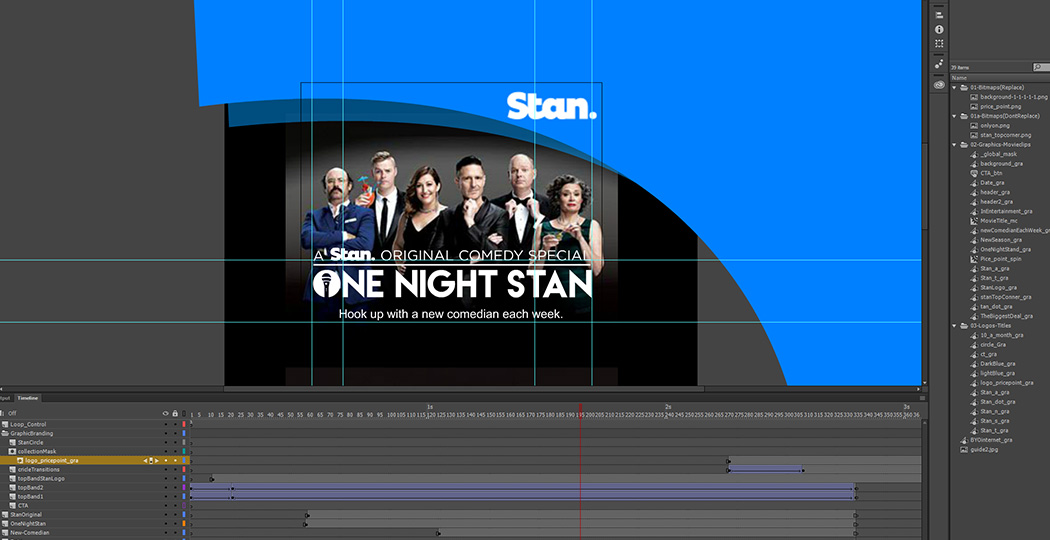 Stan.
A Stan. ORIGINAL COMEDY SPECIAL
ONE NIGHT STAN
Hook up with a new comedian each week.
39 items
Name
01-Bitmaps(Replace)
background-1-1-1-1-1.png
price_point.png
01a-Bitmaps(DontReplace)
onlyon.png
stan_topcorner.png
02-Graphics-Movieclips
_global_mask
background_gra
CTA_btn
Date_gra
header_gra
header2_gra
InEntertainment_gra
MovieTitle_mc
newComedianEachWeek_gr
NewSeason_gra
OneNightStand_gra
Pice_point_spin
Stan_a_gra
Stan_t_gra
StanLogo_gra
stanTopConner_gra
tan_dot_gra
TheBiggestDeal_gra
03-Logos-Titles
10_a_month_gra
circle_Gra
ct_gra
DarkBlue_gra
lightBlue_gra
logo_pricepoint_gra
Stan_a_gra
Stan_dot_gra
Stan_n_gra
Stan_s_gra
Stan_t_gra
BYOinternet_gra
guide2.jpg
Timeline
Off
1s 2s 3s
1 5 10 15 20 25 30 35 40 45 50 55 60 65 70 75 80 85 90 95 100 105 110 115 120 125 130 135 140 145 150 155 160 165 170 175 180 185 190 195 200 205 210 215 220 225 230 235 240 245 250 255 260 265 270 275 280 285 290 295 300 305 310 315 320 325 330 335 340 345 350 355 360 36
Loop_Control
GraphicBranding
StanCircle
collectionMask
logo_pricepoint_gra
cricleTransitions
topBandStanLogo
topBand2
topBand1
CTA
StanOriginal
OneNightStan
New-Comedian